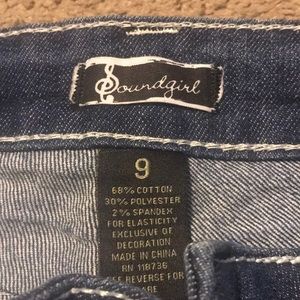 Soundgirl
9
68% COTTON
30% POLYESTER
2% SPANDEX
FOR ELASTICITY
EXCLUSIVE OF
DECORATION
MADE IN CHINA
RN 118736
SEE REVERSE FOR
CARE